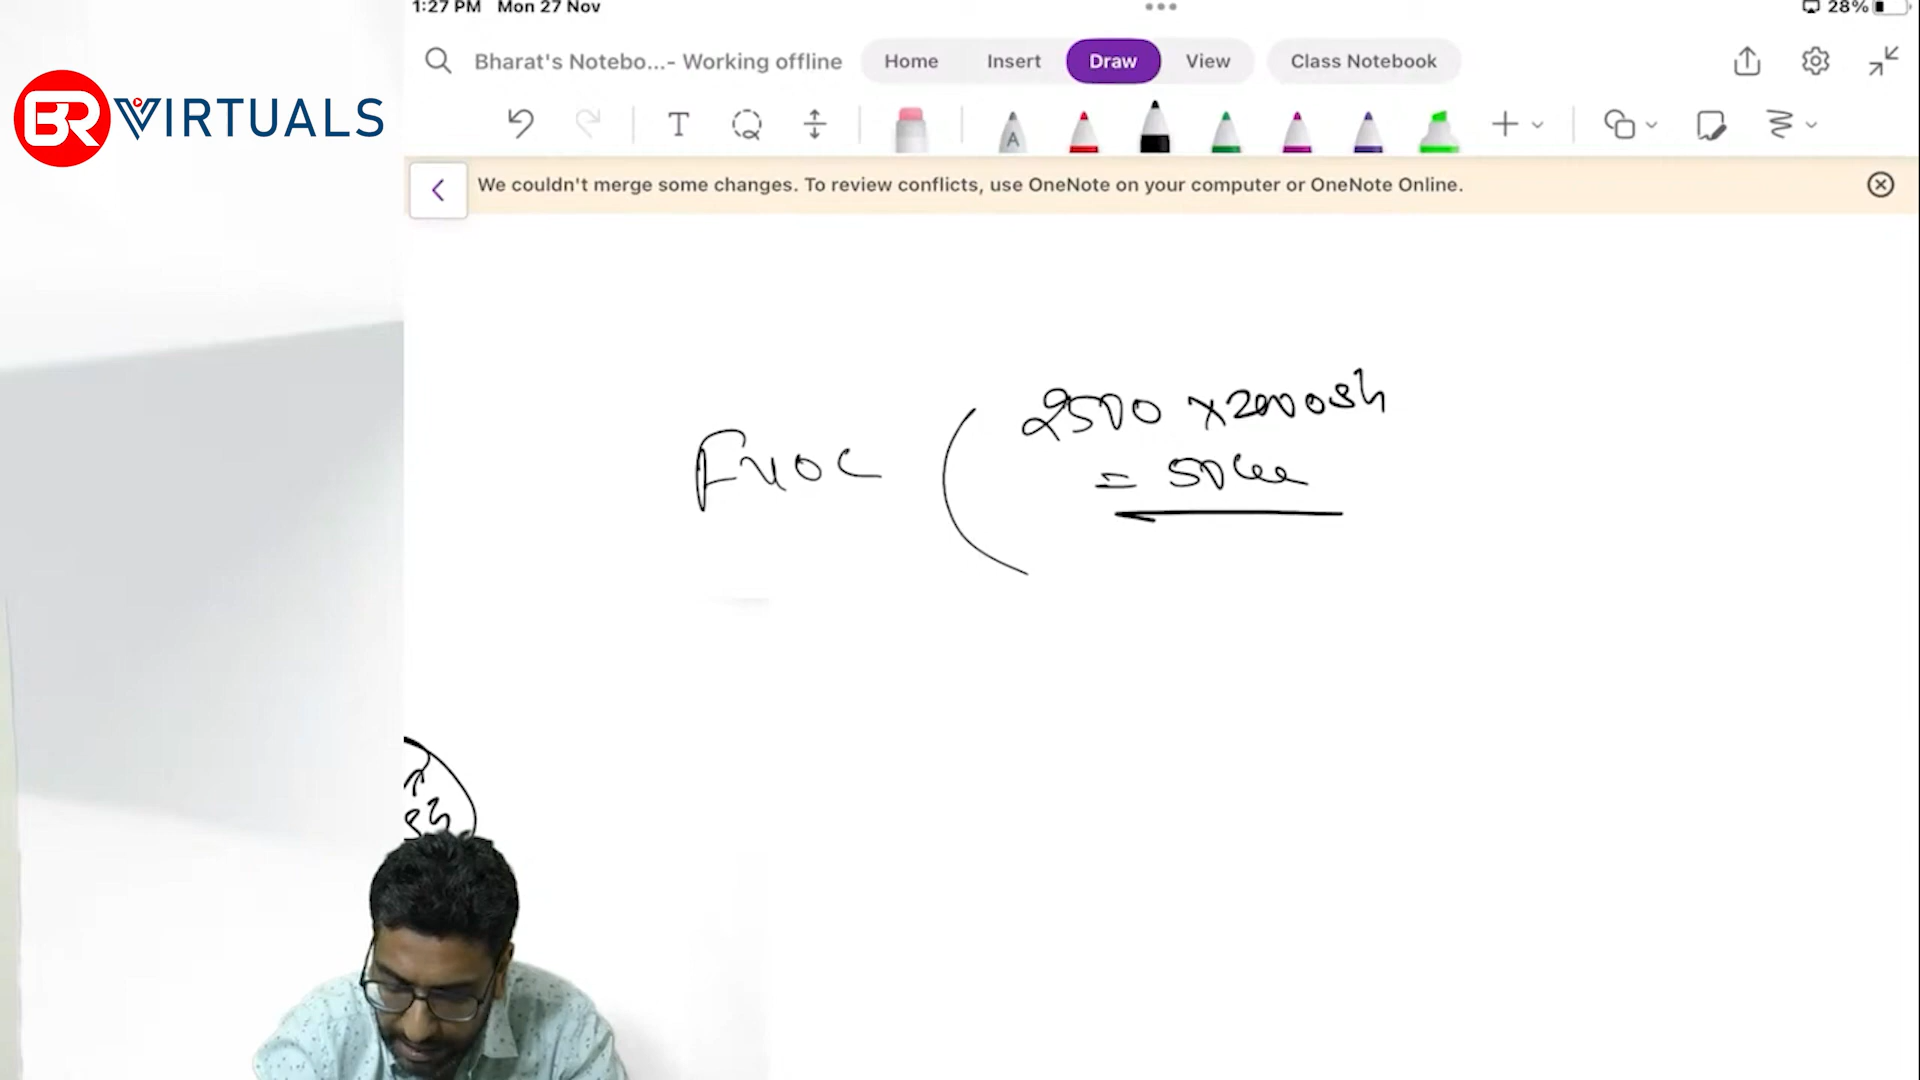 1:27 PM Mon 27 Nov
28%
BR VIRTUALS
Bharat's Notebo...- Working offline
Home
Insert
Draw
View
Class Notebook
T
A
We couldn't merge some changes. To review conflicts, use OneNote on your computer or OneNote Online.
2500 x 2000 sh
=